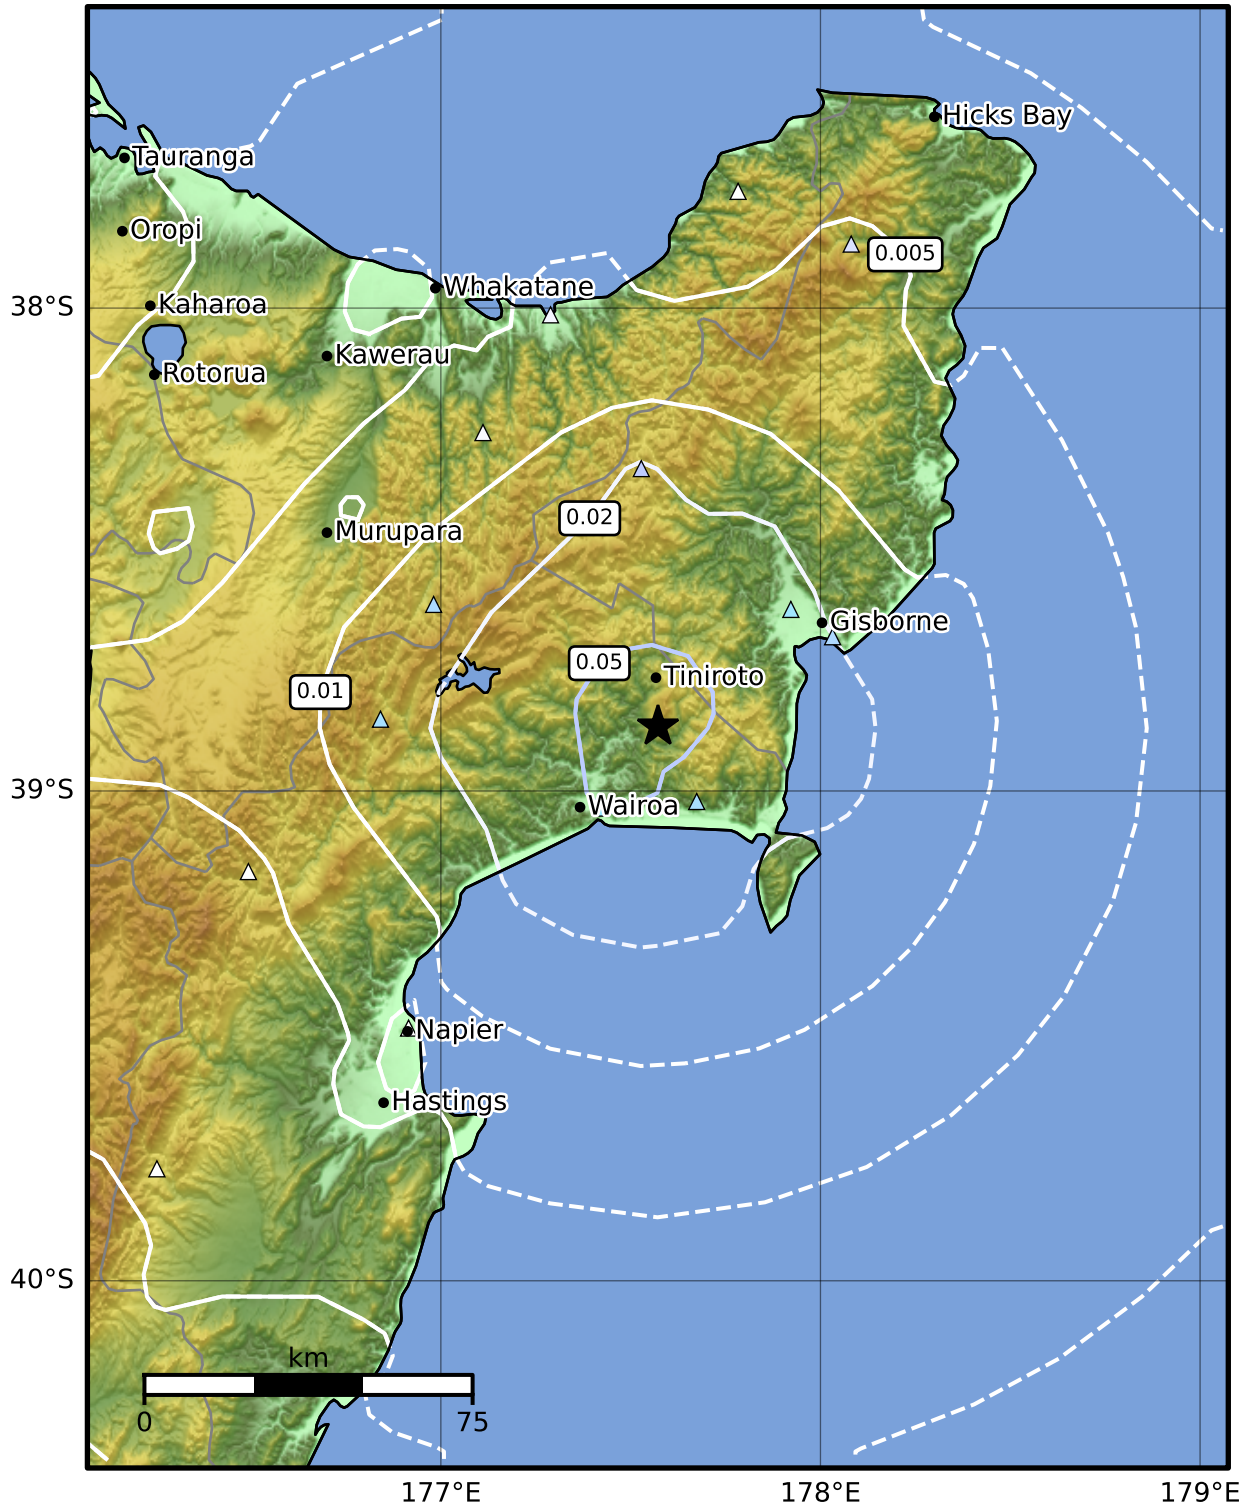 Hicks Bay
Tauranga
Oropi
0.005
Whakatane
38°S
Kaharoa
Kawerau
Rotorua
0.02
Murupara
Gisborne
0.05
Tiniroto
0.01
39°S
Wairoa
Napier
Hastings
40°S
km
0
75
177°E
178°E
179°E